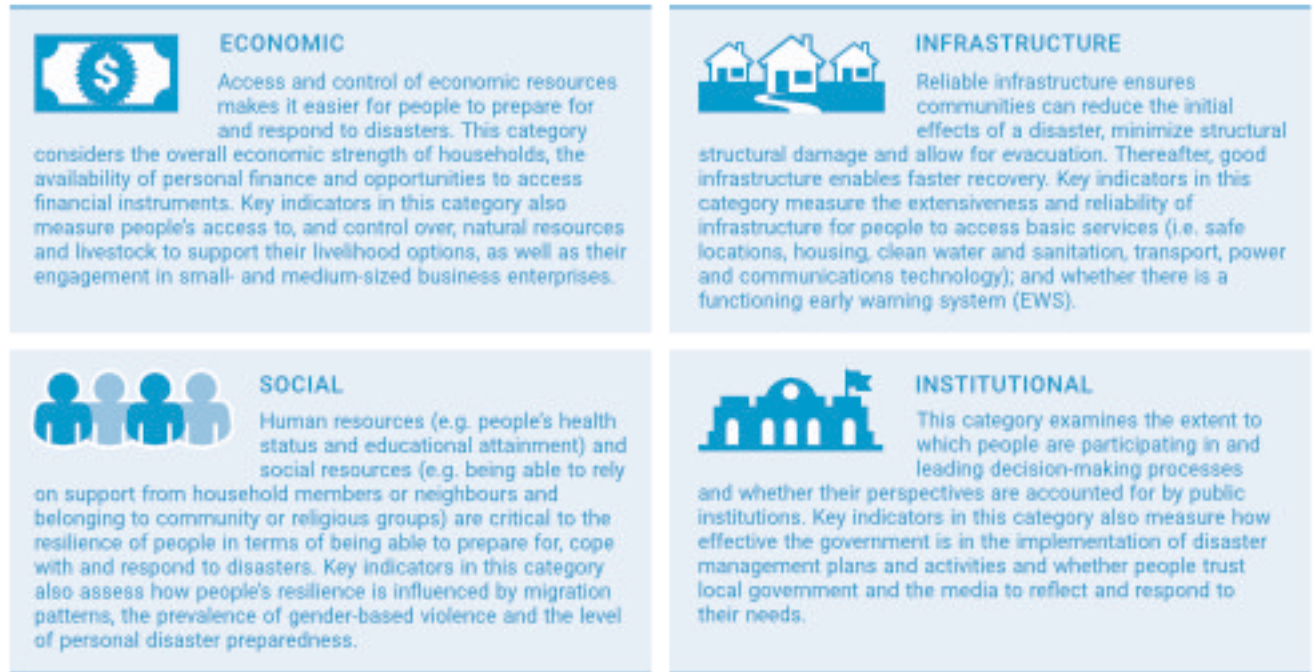 ECONOMIC
Access and control of economic resources
makes it easier for people to prepare for
and respond to disasters. This category
considers the overall economic strength of households, the
availability of personal finance and opportunities to access
financial instruments. Key indicators in this category also
measure people's access to, and control over, natural resources
and livestock to support their livelihood options, as well as their
engagement in small- and medium-sized business enterprises.
INFRASTRUCTURE
Reliable infrastructure ensures
communities can reduce the initial
effects of a disaster, minimize structural
structural damage and allow for evacuation. Thereafter, good
infrastructure enables faster recovery. Key indicators in this
category measure the extensiveness and reliability of
infrastructure for people to access basic services (i.e. safe
locations, housing, clean water and sanitation, transport, power
and communications technology); and whether there is a
functioning early warning system (EWS).
SOCIAL
Human resources (e.g. people's health
status and educational attainment) and
social resources (e.g. being able to rely
on support from household members or neighbours and
belonging to community or religious groups) are critical to the
resilience of people in terms of being able to prepare for, cope
with and respond to disasters. Key indicators in this category
also assess how people's resilience is influenced by migration
patterns, the prevalence of gender-based violence and the level
of personal disaster preparedness.
INSTITUTIONAL
This category examines the extent to
which people are participating in and
leading decision-making processes
and whether their perspectives are accounted for by public
institutions. Key indicators in this category also measure how
effective the government is in the implementation of disaster
management plans and activities and whether people trust
local government and the media to reflect and respond to
their needs.